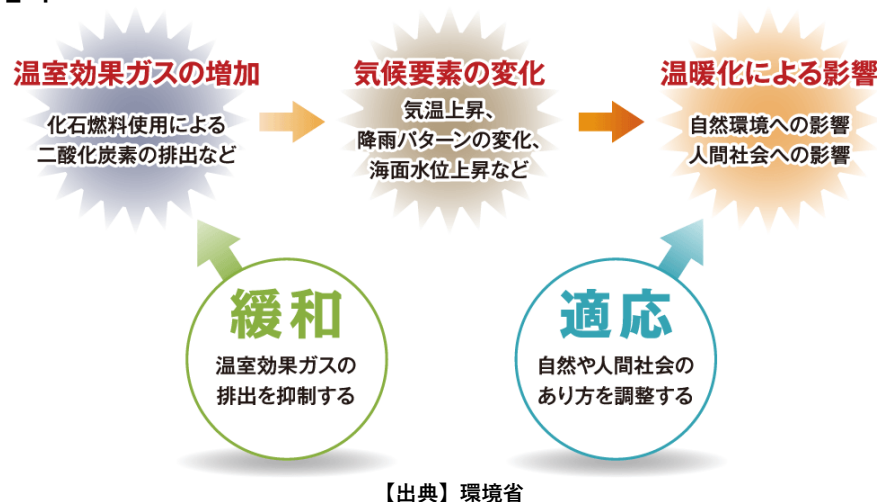 温室効果ガスの増加
化石燃料使用による
二酸化炭素の排出など
気候要素の変化
気温上昇、
降雨パターンの変化、
海面水位上昇など
温暖化による影響
自然環境への影響
人間社会への影響
緩和
温室効果ガスの
排出を抑制する
適応
自然や人間社会の
あり方を調整する
【出典】環境省